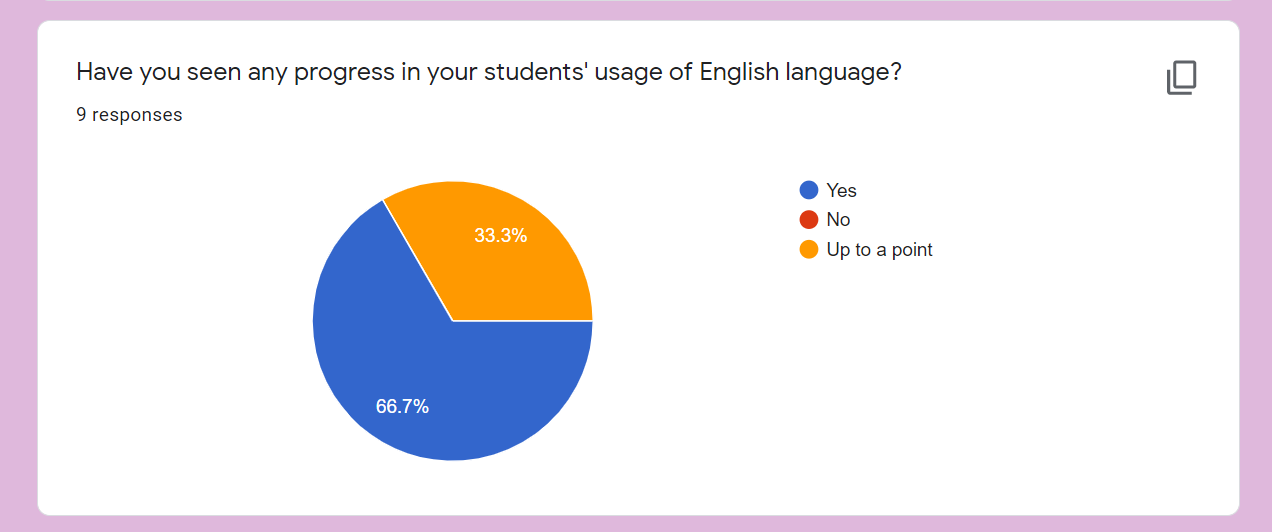 Have you seen any progress in your students' usage of English language?
9 responses
33.3%
66.7%
Yes
No
Up to a point